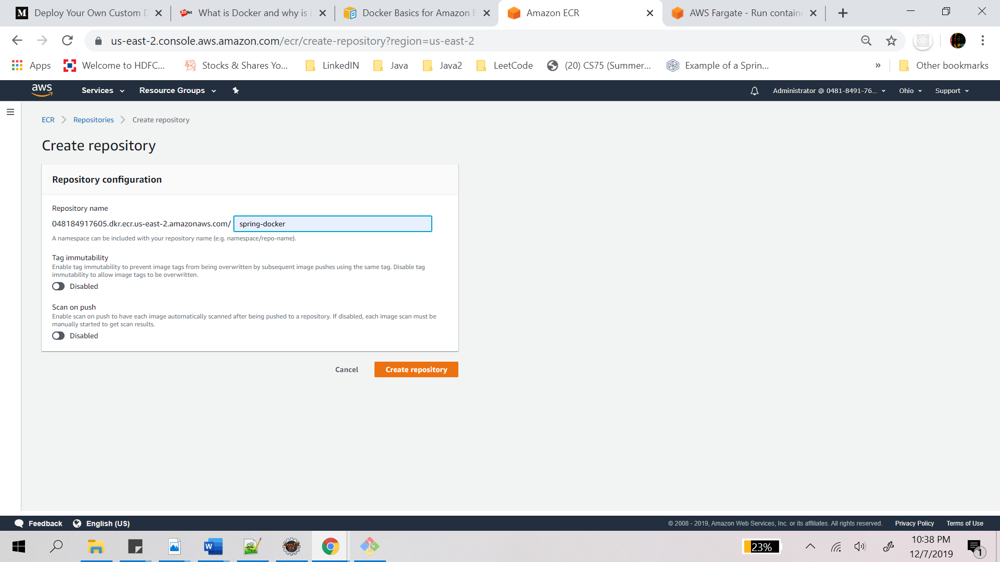 M Deploy Your Own Custom D
ZDNet What is Docker and why is i
Docker Basics for Amazon E
Amazon ECR
AWS Fargate - Run containe
us-east-2.console.aws.amazon.com/ecr/create-repository?region=us-east-2
Apps Welcome to HDFC... Stocks & Shares Yo... LinkedIN Java Java2 LeetCode (20) CS75 (Summer... Example of a Sprin... » Other bookmarks
aws Services Resource Groups Administrator @ 0481-8491-76... Ohio Support
ECR Repositories Create repository
Create repository
Repository configuration
Repository name
048184917605.dkr.ecr.us-east-2.amazonaws.com/ spring-docker
A namespace can be included with your repository name (e.g. namespace/repo-name).
Tag immutability
Enable tag immutability to prevent image tags from being overwritten by subsequent image pushes using the same tag. Disable tag
immutability to allow image tags to be overwritten.
Disabled
Scan on push
Enable scan on push to have each image automatically scanned after being pushed to a repository. If disabled, each image scan must be
manually started to get scan results.
Disabled
Cancel Create repository
Feedback English (US) © 2008 - 2019, Amazon Web Services, Inc. or its affiliates. All rights reserved. Privacy Policy Terms of Use
W Java EE IDE 23% 10:38 PM
12/7/2019 1